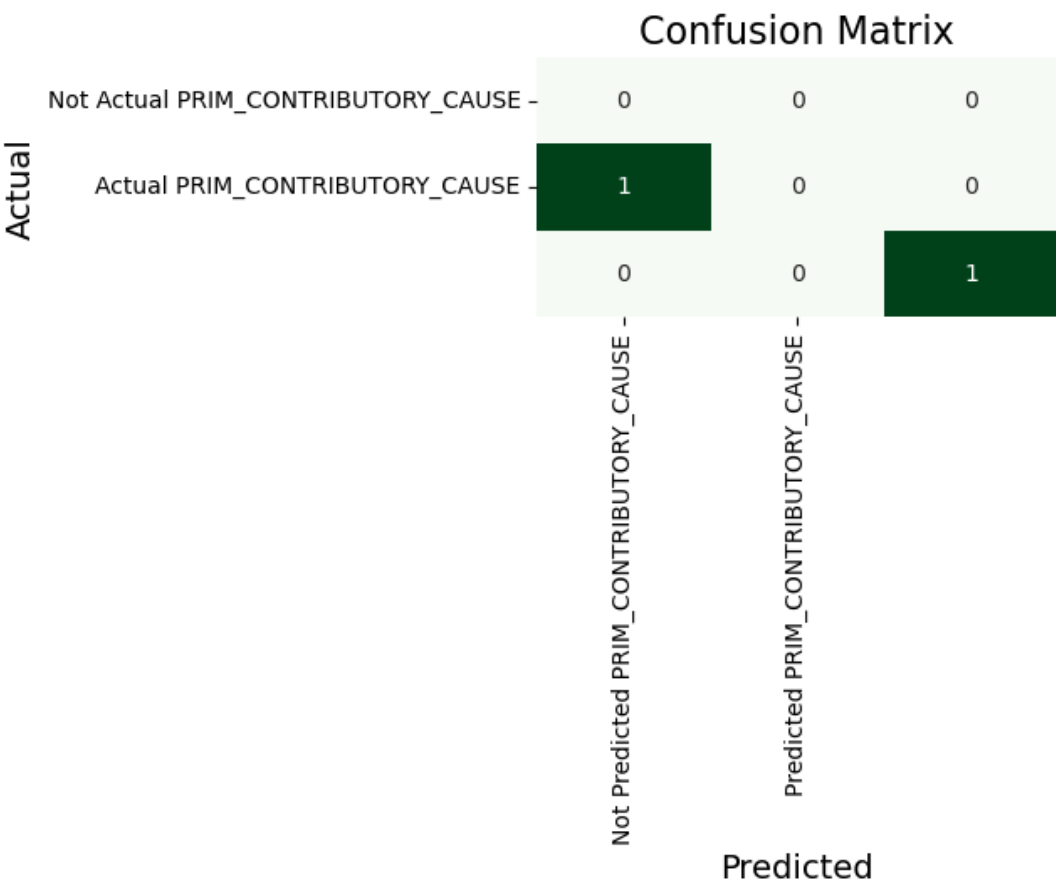 Confusion Matrix
Not Actual PRIM_CONTRIBUTORY_CAUSE
0 0 0
Actual PRIM_CONTRIBUTORY_CAUSE
1 0 0
0 0 1
Actual
Not Predicted PRIM_CONTRIBUTORY_CAUSE
Predicted PRIM_CONTRIBUTORY_CAUSE
Predicted